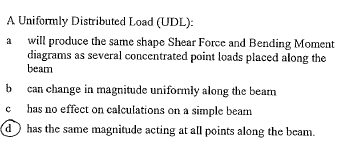 A Uniformly Distributed Load (UDL):
a will produce the same shape Shear Force and Bending Moment
diagrams as several concentrated point loads placed along the
beam
b can change in magnitude uniformly along the beam
c has no effect on calculations on a simple beam
d has the same magnitude acting at all points along the beam.